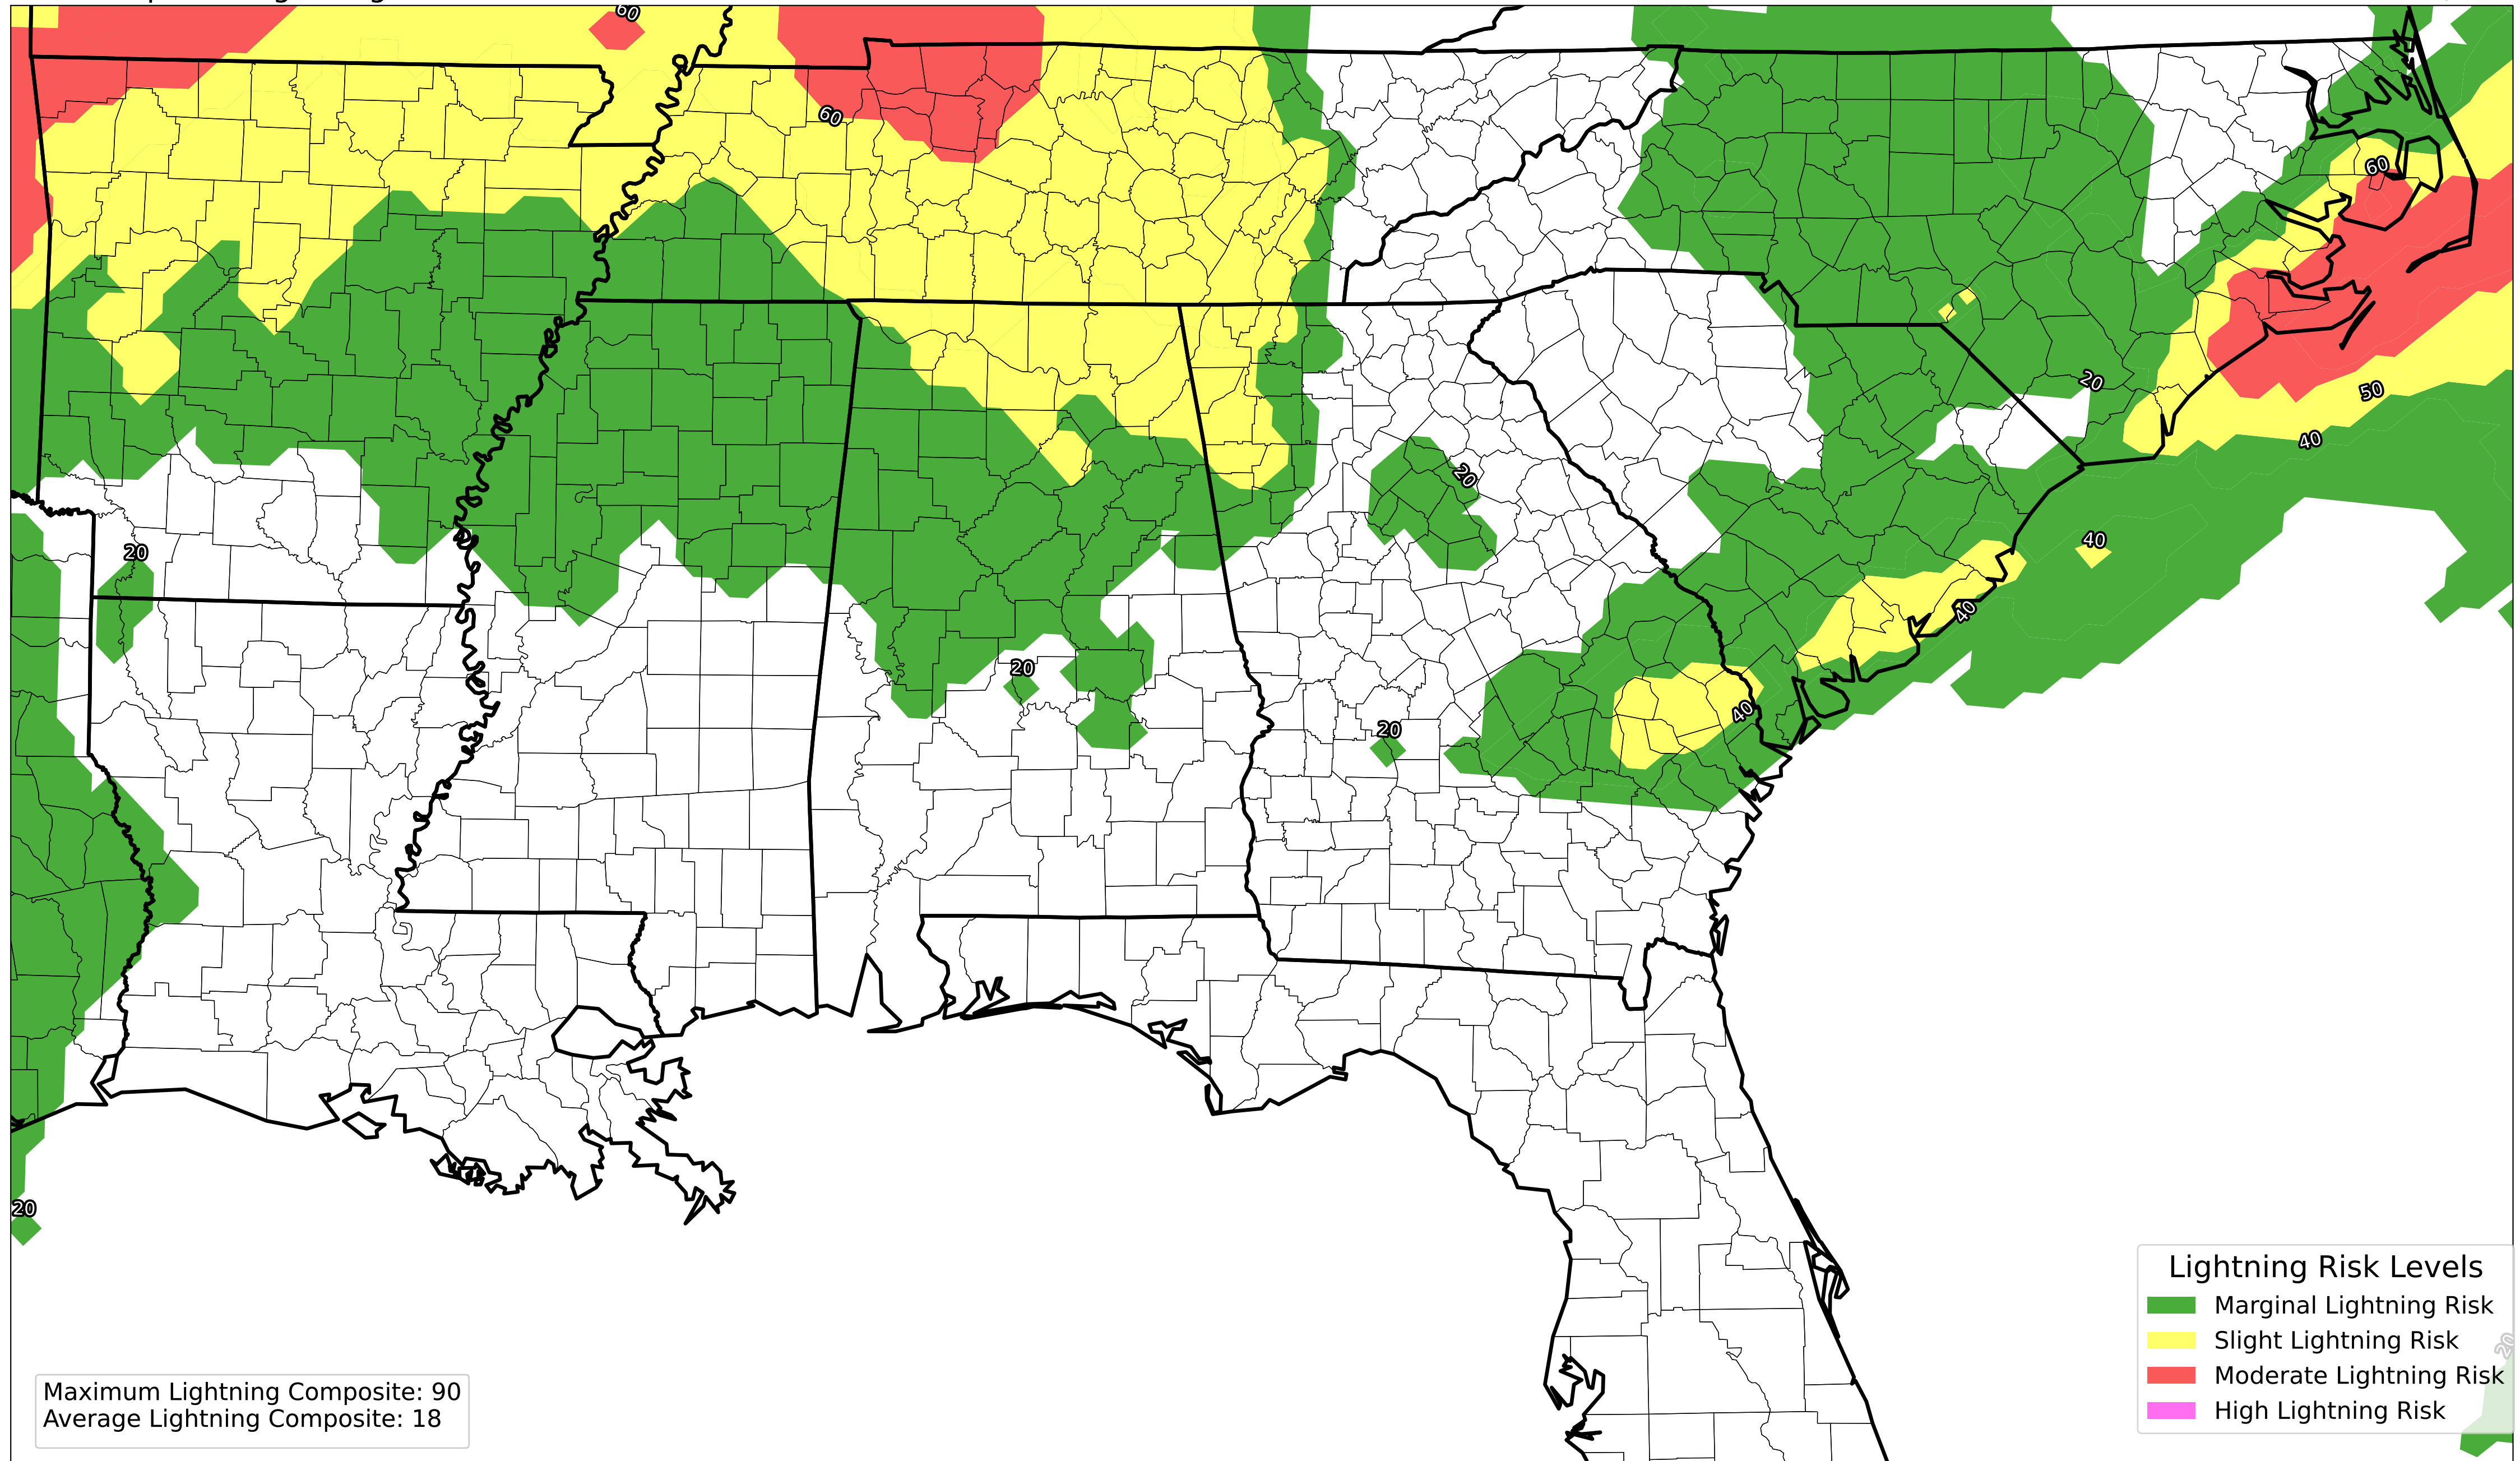 60
60
60
20
50
40
20
40
20
40
20
40
20
20
Lightning Risk Levels
Marginal Lightning Risk
Slight Lightning Risk
Moderate Lightning Risk
High Lightning Risk
20
Maximum Lightning Composite: 90
Average Lightning Composite: 18